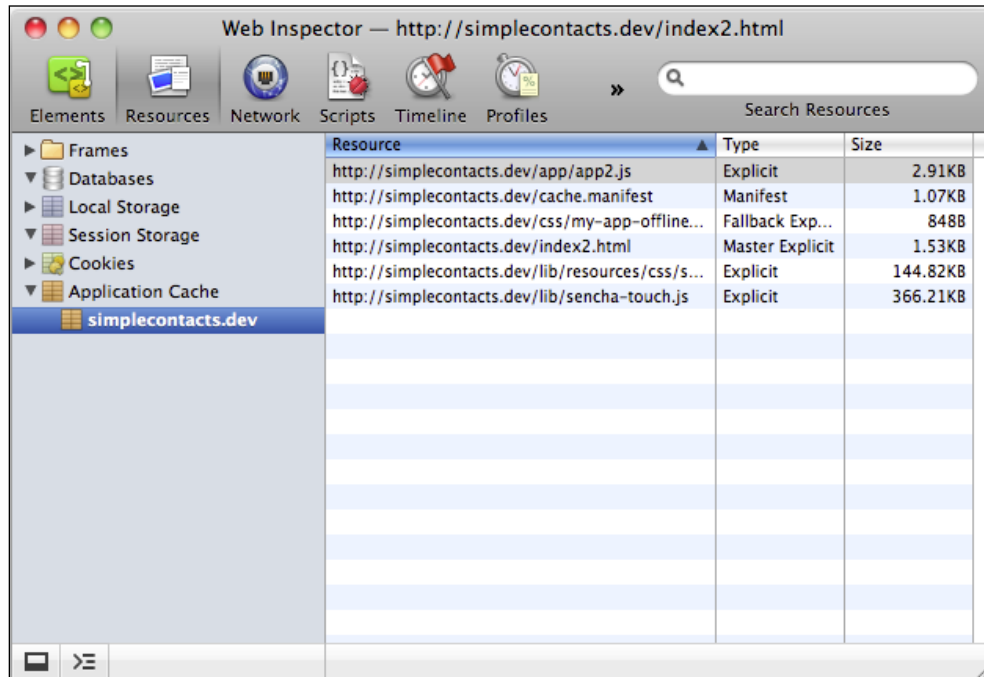 Web Inspector — http://simplecontacts.dev/index2.html
Elements Resources Network Scripts Timeline Profiles » Search Resources
Frames
Databases
Local Storage
Session Storage
Cookies
Application Cache
simplecontacts.dev
Resource Type Size
http://simplecontacts.dev/app/app2.js Explicit 2.91KB
http://simplecontacts.dev/cache.manifest Manifest 1.07KB
http://simplecontacts.dev/css/my-app-offline... Fallback Exp... 848B
http://simplecontacts.dev/index2.html Master Explicit 1.53KB
http://simplecontacts.dev/lib/resources/css/s... Explicit 144.82KB
http://simplecontacts.dev/lib/sencha-touch.js Explicit 366.21KB